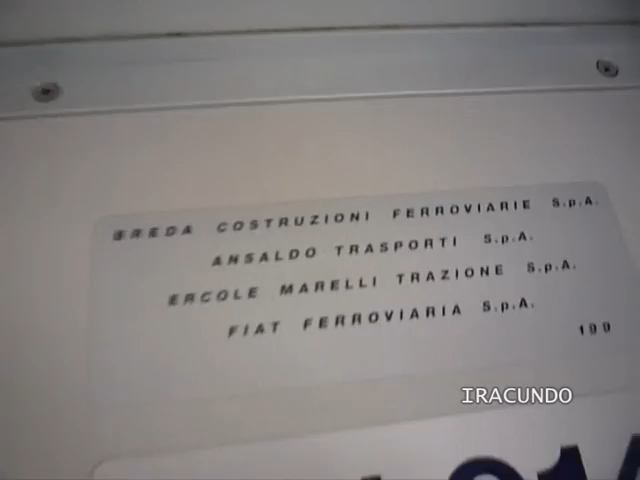 BREDA COSTRUZIONI FERROVIARIE S.p.A.
ANSALDO TRASPORTI S.p.A.
ERCOLE MARELLI TRAZIONE S.p.A.
FIAT FERROVIARIA S.p.A.
199
IRACUNDO